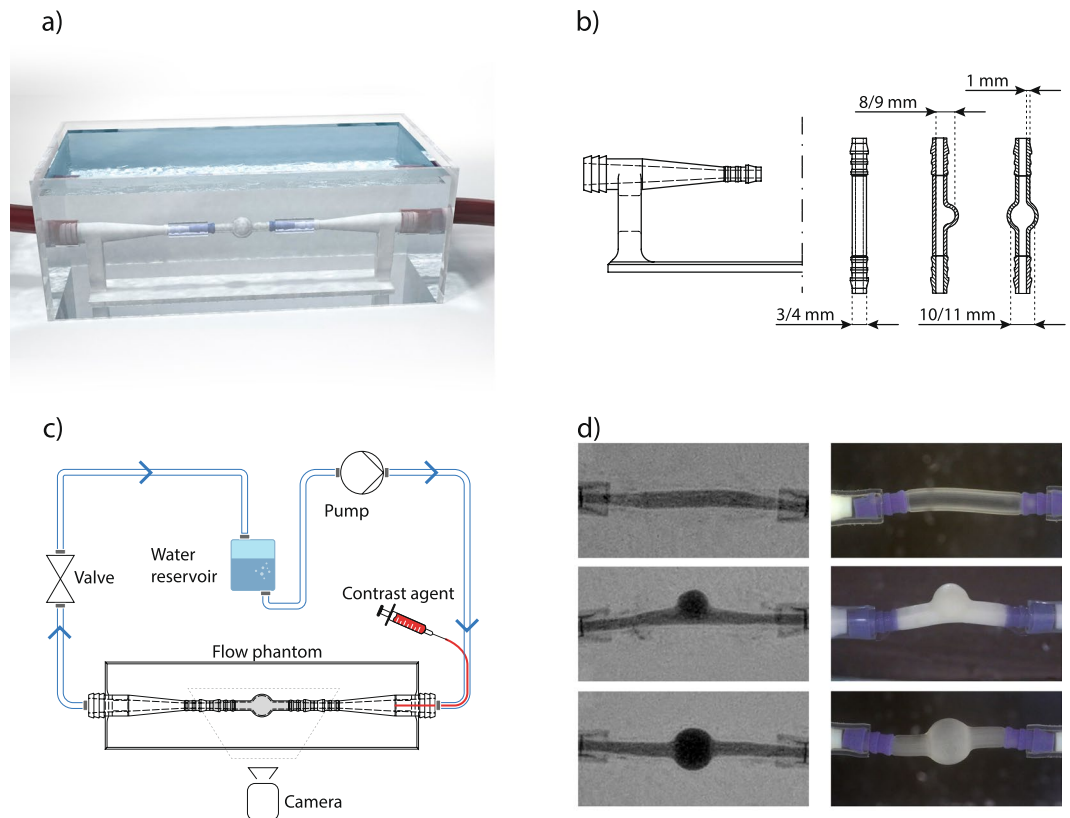 a)
b)
1 mm
8/9 mm
3/4 mm
10/11 mm
c)
d)
Pump
Water
reservoir
Valve
Contrast agent
Flow phantom
Camera